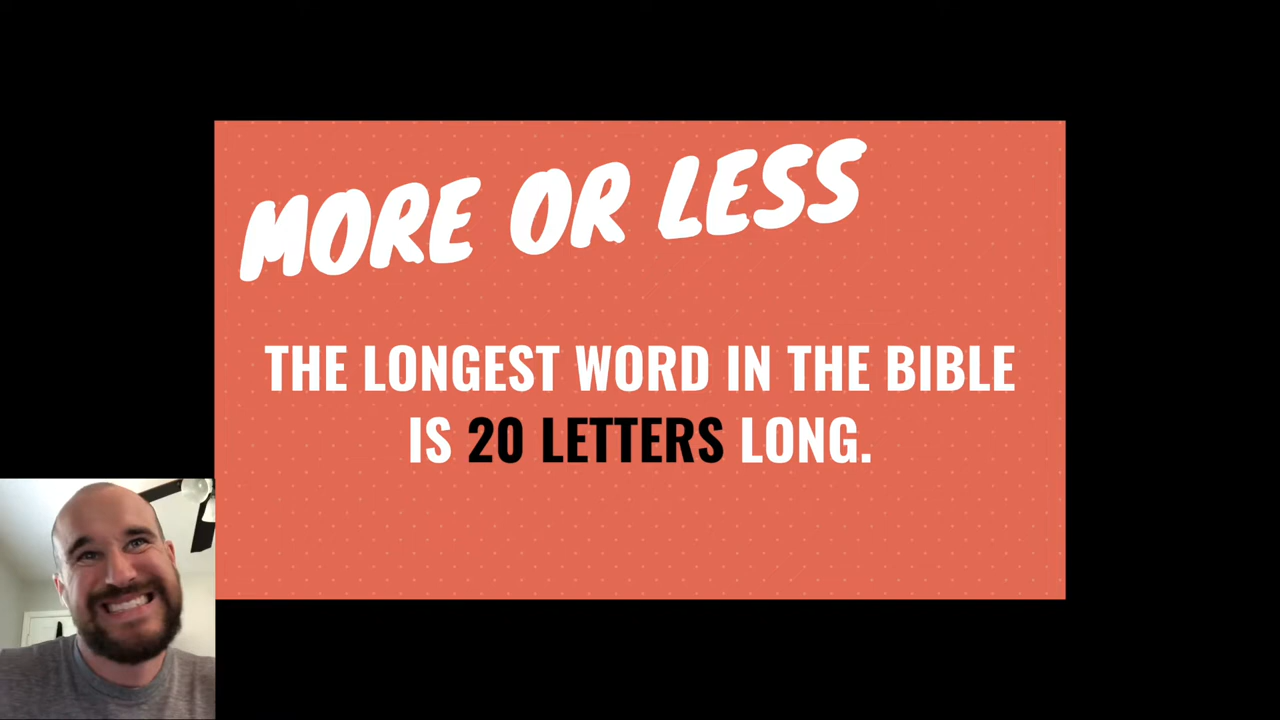 MORE OR LESS
THE LONGEST WORD IN THE BIBLE
IS 20 LETTERS LONG.